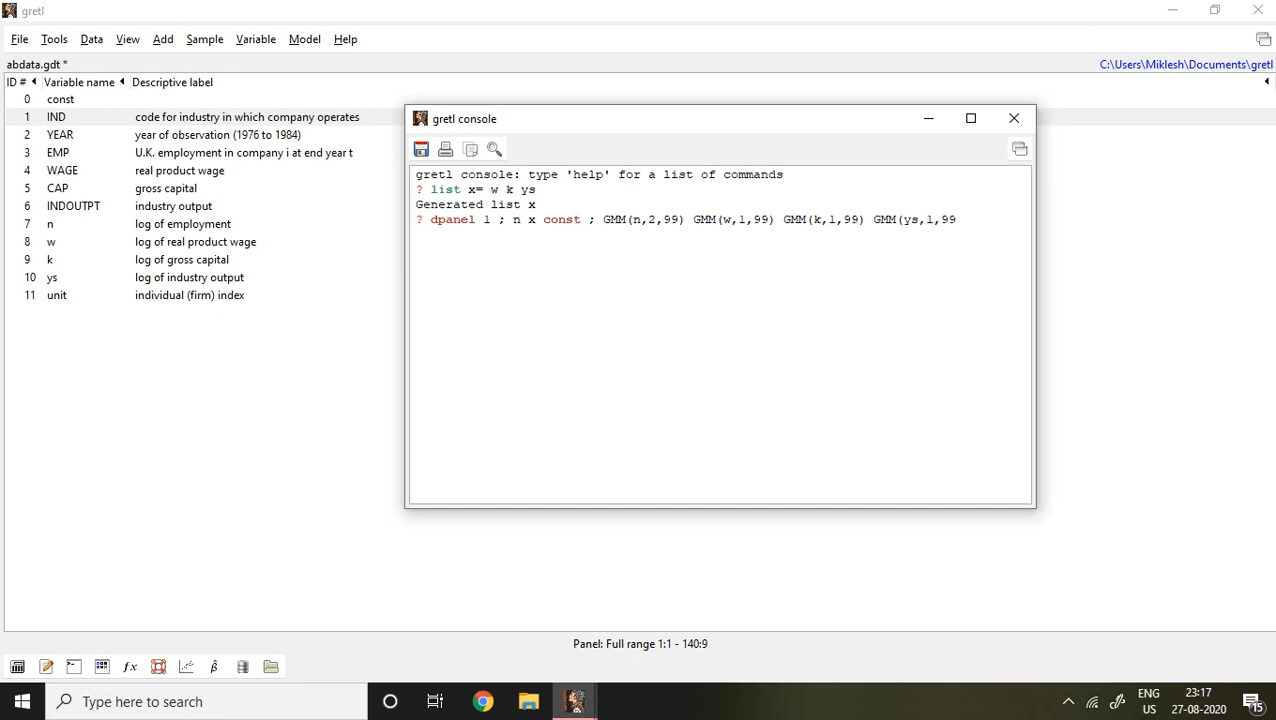 gretl
File Tools Data View Add Sample Variable Model Help
abdata.gdt * C:\Users\Miklesh\Documents\gretl
ID # Variable name Descriptive label
0 const
1 IND code for industry in which company operates
2 YEAR year of observation (1976 to 1984)
3 EMP U.K. employment in company i at end year t
4 WAGE real product wage
5 CAP gross capital
6 INDOUTPT industry output
7 n log of employment
8 w log of real product wage
9 k log of gross capital
10 ys log of industry output
11 unit individual (firm) index
gretl console
gretl console: type 'help' for a list of commands
? list x= w k ys
Generated list x
? dpanel 1 ; n x const ; GMM(n,2,99) GMM(w,1,99) GMM(k,1,99) GMM(ys,1,99
Panel: Full range 1:1 - 140:9
fx β
Type here to search
ENG
US
23:17
27-08-2020
15